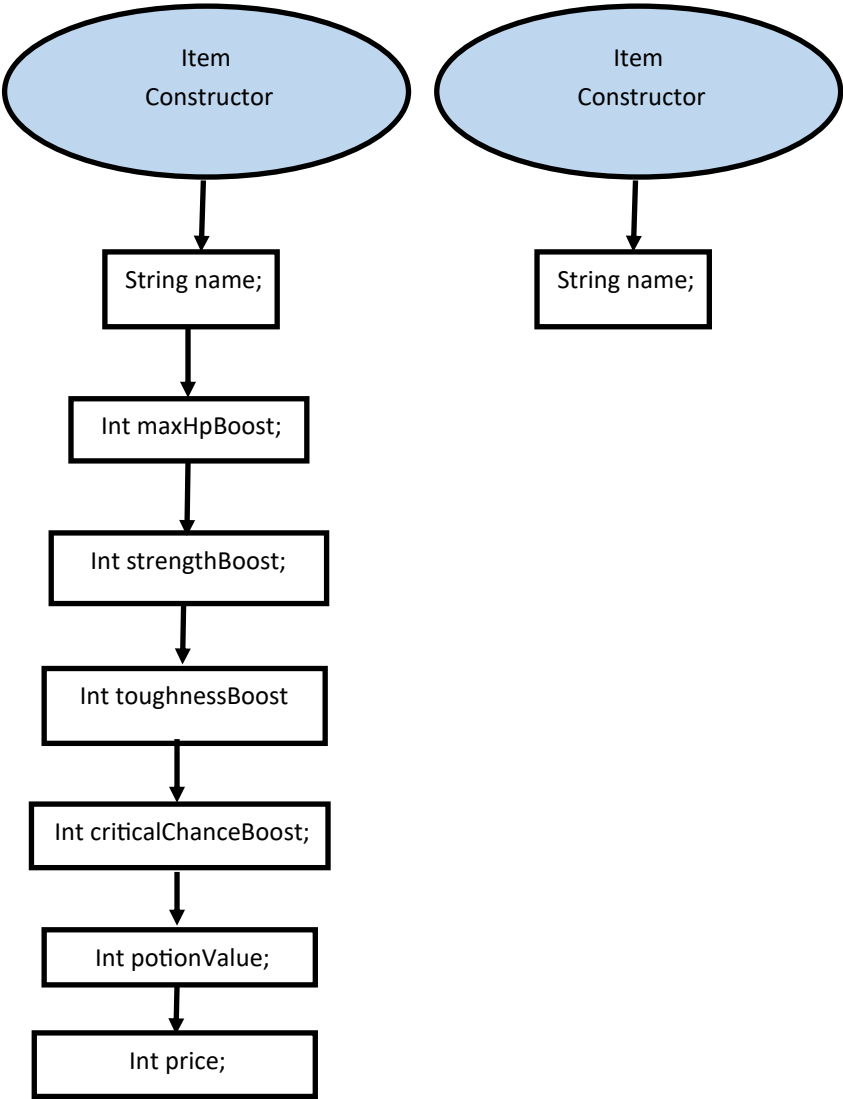 Item
Constructor
String name;
Int maxHpBoost;
Int strengthBoost;
Int toughnessBoost
Int criticalChanceBoost;
Int potionValue;
Int price;
Item
Constructor
String name;